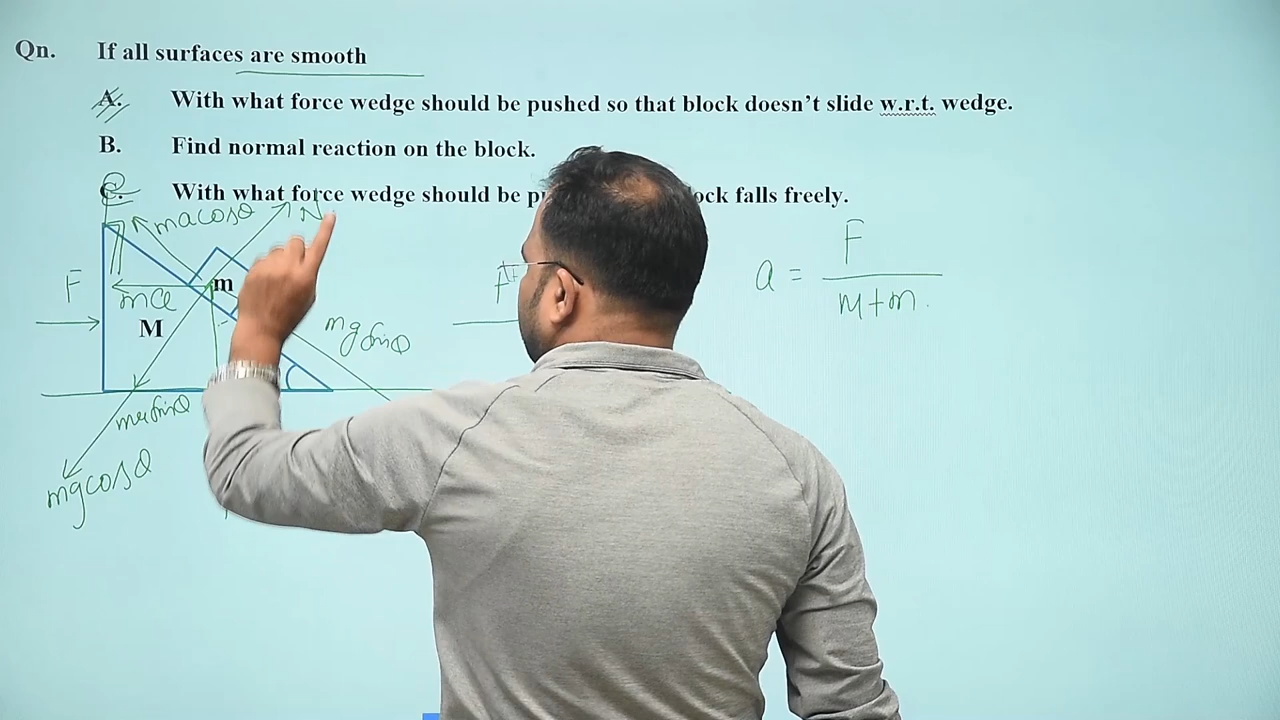 Qn. If all surfaces are smooth
A. With what force wedge should be pushed so that block doesn't slide w.r.t. wedge.
B. Find normal reaction on the block.
With what force wedge should be ock falls freely.
macosθ N
F
ma
m
M
mg sinθ
masinθ
mgcosθ
F
a = F / M+m